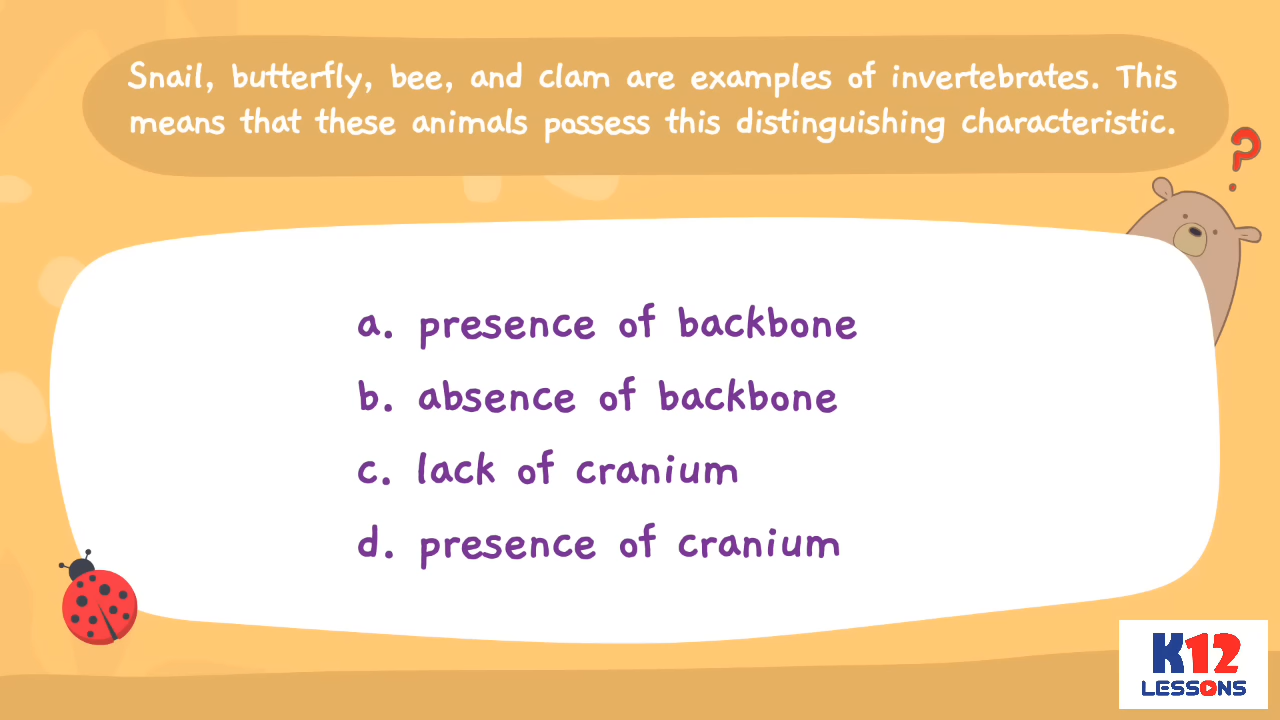 Snail, butterfly, bee, and clam are examples of invertebrates. This
means that these animals possess this distinguishing characteristic.
?
a. presence of backbone
b. absence of backbone
c. lack of cranium
d. presence of cranium
K12
LESSONS